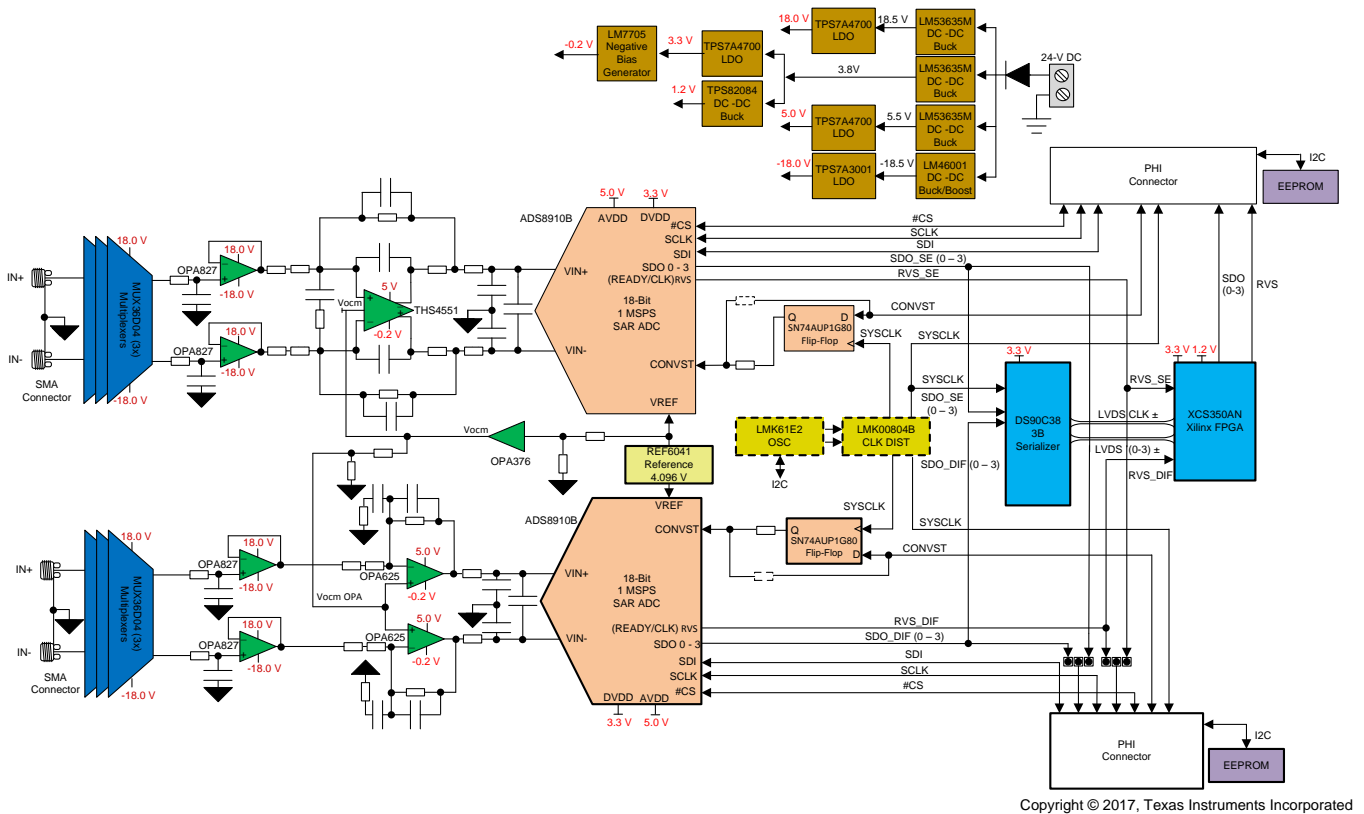 LM7705
Negative
Bias
Generator
-0.2 V
3.3 V
TPS7A4700
LDO
TPS82084
DC -DC
Buck
1.2 V
18.0 V
TPS7A4700
LDO
18.5 V
LM53635M
DC -DC
Buck
3.8V
LM53635M
DC -DC
Buck
24-V DC
5.0 V
TPS7A4700
LDO
5.5 V
LM53635M
DC -DC
Buck
-18.0 V
TPS7A3001
LDO
-18.5 V
LM46001
DC -DC
Buck/Boost
PHI
Connector
I2C
EEPROM
IN+
IN-
SMA
Connector
18.0 V
MUX36D04 (3x)
Multiplexers
-18.0 V
OPA827
18.0 V
-18.0 V
OPA827
18.0 V
-18.0 V
Vocm
5 V
THS4551
-0.2 V
ADS8910B
5.0 V
3.3 V
AVDD
DVDD
#CS
SCLK
SDI
SDO 0 - 3
(READY/CLK) RVS
VIN+
VIN-
18-Bit
1 MSPS
SAR ADC
CONVST
VREF
#CS
SCLK
SDI
SDO_SE (0 – 3)
RVS_SE
SDO
(0-3)
RVS
CONVST
Q
D
SN74AUP1G80
Flip-Flop
SYSCLK
SYSCLK
3.3 V
SYSCLK
SDO_SE
(0 – 3)
DS90C38
3B
Serializer
RVS_SE
LVDS CLK ±
LVDS (0-3) ±
RVS_DIF
3.3 V
1.2 V
XCS350AN
Xilinx FPGA
Vocm
OPA376
REF6041
Reference
4.096 V
LMK61E2
OSC
I2C
LMK00804B
CLK DIST
SDO_DIF (0 – 3)
SYSCLK
SYSCLK
IN+
IN-
SMA
Connector
18.0 V
MUX36D04 (3x)
Multiplexers
-18.0 V
OPA827
18.0 V
-18.0 V
OPA827
18.0 V
-18.0 V
Vocm OPA
OPA625
5.0 V
-0.2 V
OPA625
5.0 V
-0.2 V
ADS8910B
VREF
CONVST
VIN+
VIN-
18-Bit
1 MSPS
SAR ADC
(READY/CLK) RVS
SDO 0 - 3
SDI
SCLK
#CS
DVDD
AVDD
3.3 V
5.0 V
Q
SN74AUP1G80
Flip-Flop
D
CONVST
RVS_DIF
SDO_DIF (0 – 3)
SDI
SCLK
#CS
PHI
Connector
I2C
EEPROM
Copyright © 2017, Texas Instruments Incorporated